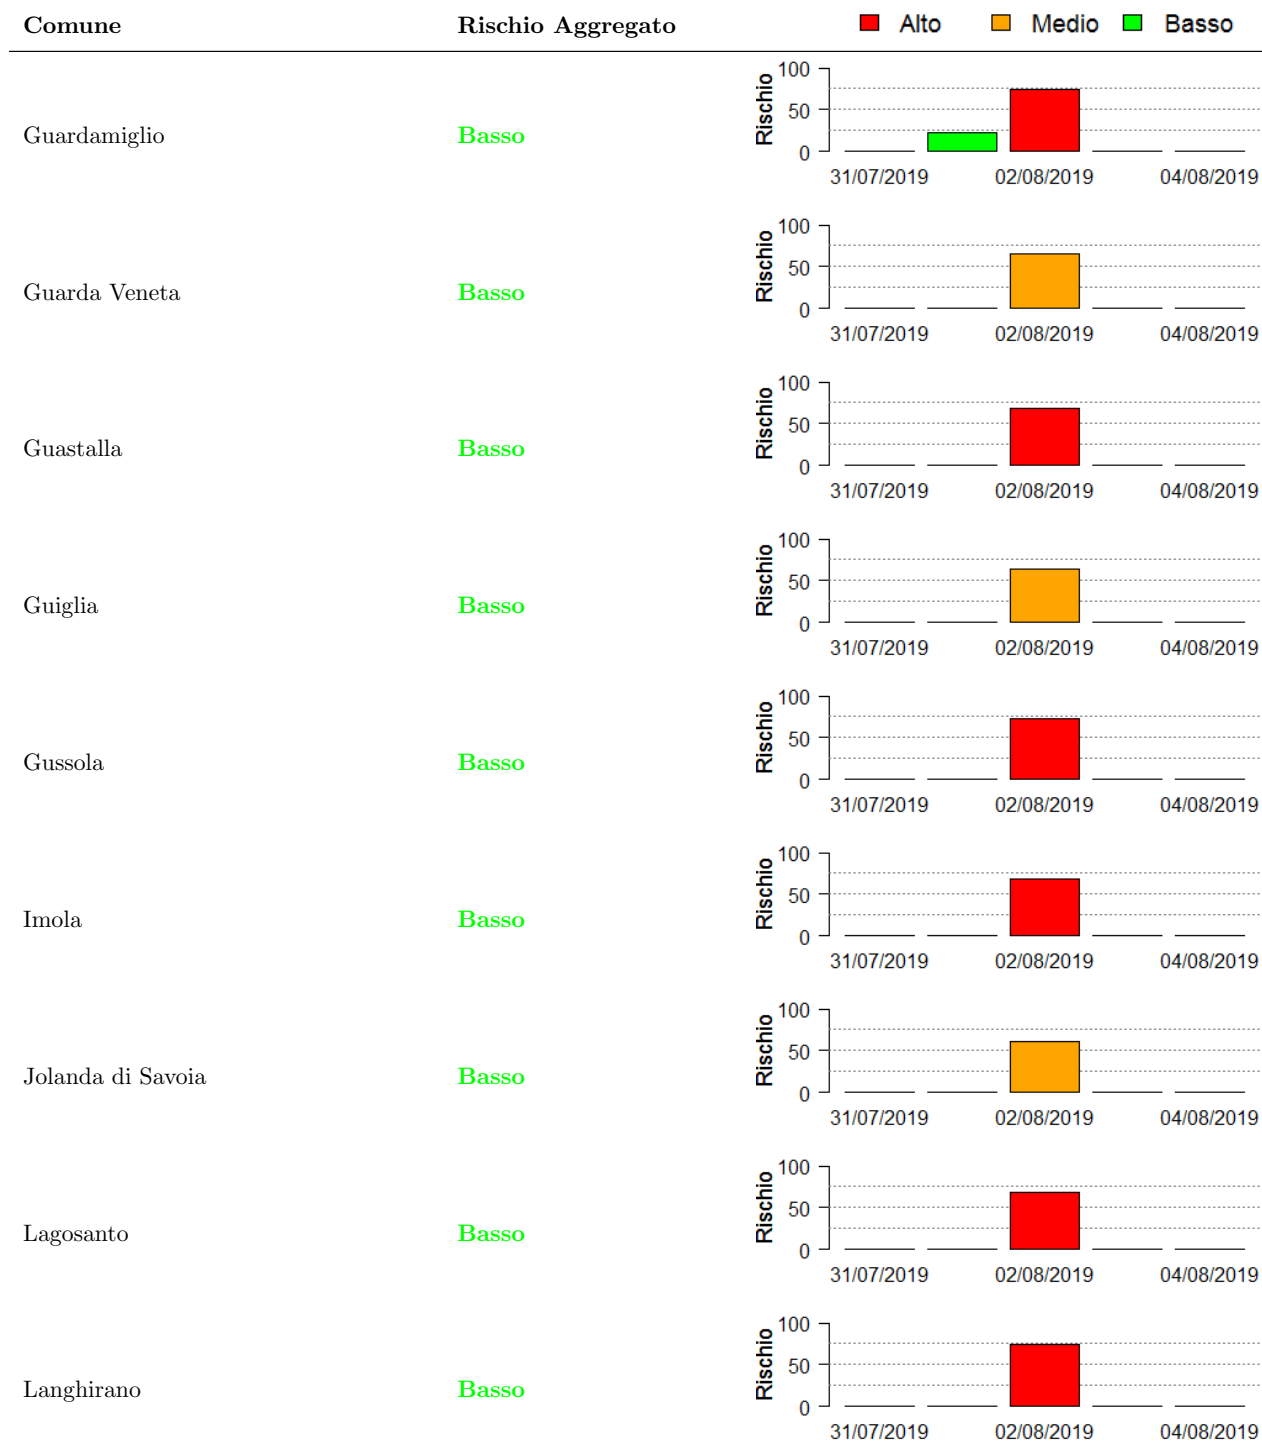 Comune Rischio Aggregato Alto Medio Basso
Guardamiglio Basso
Rischio
100
50
0
31/07/2019 02/08/2019 04/08/2019
Guarda Veneta Basso
Rischio
100
50
0
31/07/2019 02/08/2019 04/08/2019
Guastalla Basso
Rischio
100
50
0
31/07/2019 02/08/2019 04/08/2019
Guiglia Basso
Rischio
100
50
0
31/07/2019 02/08/2019 04/08/2019
Gussola Basso
Rischio
100
50
0
31/07/2019 02/08/2019 04/08/2019
Imola Basso
Rischio
100
50
0
31/07/2019 02/08/2019 04/08/2019
Jolanda di Savoia Basso
Rischio
100
50
0
31/07/2019 02/08/2019 04/08/2019
Lagosanto Basso
Rischio
100
50
0
31/07/2019 02/08/2019 04/08/2019
Langhirano Basso
Rischio
100
50
0
31/07/2019 02/08/2019 04/08/2019